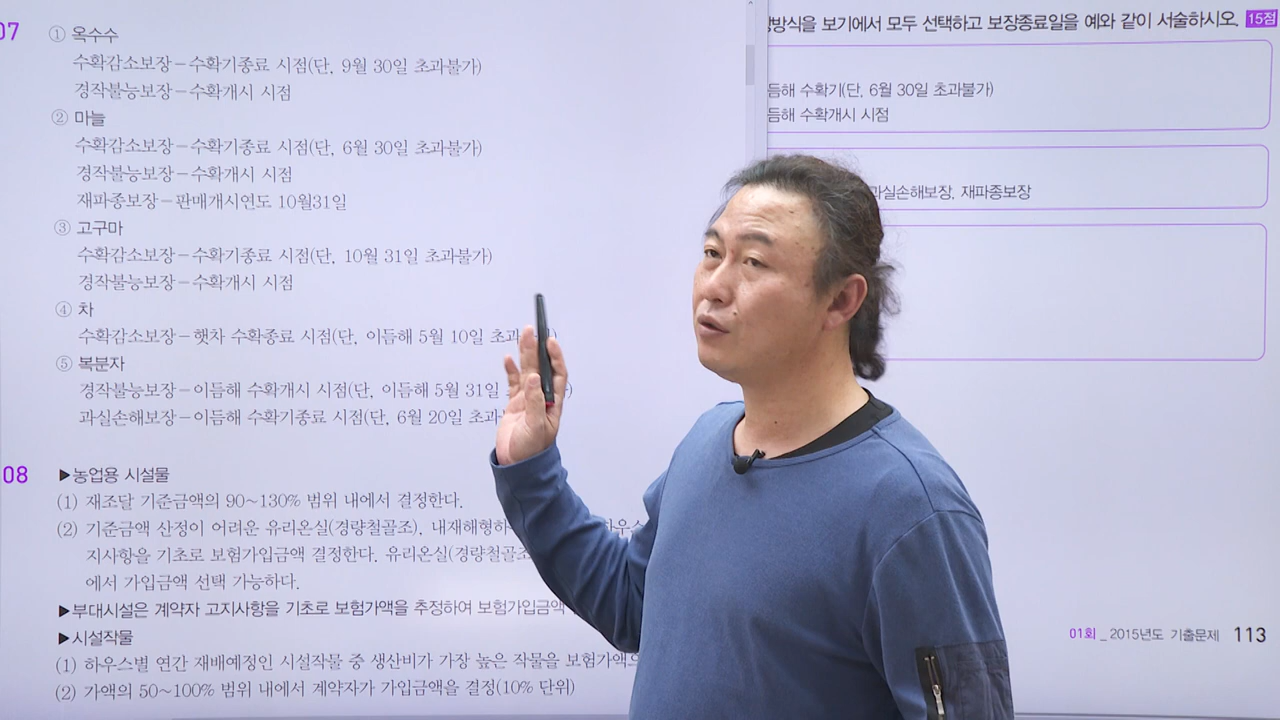 07
① 옥수수
수확감소보장-수확기종료 시점(단, 9월 30일 초과불가)
경작불능보장-수확개시 시점
② 마늘
수확감소보장-수확기종료 시점(단, 6월 30일 초과불가)
경작불능보장-수확개시 시점
재파종보장-판매개시연도 10월31일
③ 고구마
수확감소보장-수확기종료 시점(단, 10월 31일 초과불가)
경작불능보장-수확개시 시점
④ 차
수확감소보장-햇차 수확종료 시점(단, 이듬해 5월 10일 초과
⑤ 복분자
경작불능보장-이듬해 수확개시 시점(단, 이듬해 5월 31일
과실손해보장-이듬해 수확기종료 시점(단, 6월 20일 초과
08
▶농업용 시설물
(1) 재조달 기준금액의 90~130% 범위 내에서 결정한다.
(2) 기준금액 산정이 어려운 유리온실(경량철골조), 내재해형하 하우스
지사항을 기초로 보험가입금액 결정한다. 유리온실(경량철골조
에서 가입금액 선택 가능하다.
▶부대시설은 계약자 고지사항을 기초로 보험가액을 추정하여 보험가입금액
▶시설작물
(1) 하우스별 연간 재배예정인 시설작물 중 생산비가 가장 높은 작물을 보험가액으
(2) 가액의 50~100% 범위 내에서 계약자가 가입금액을 결정(10% 단위)
방식을 보기에서 모두 선택하고 보장종료일을 예와 같이 서술하시오. 15점
듬해 수확기(단, 6월 30일 초과불가)
듬해 수확개시 시점
과실손해보장, 재파종보장
01회 _ 2015년도 기출문제 113